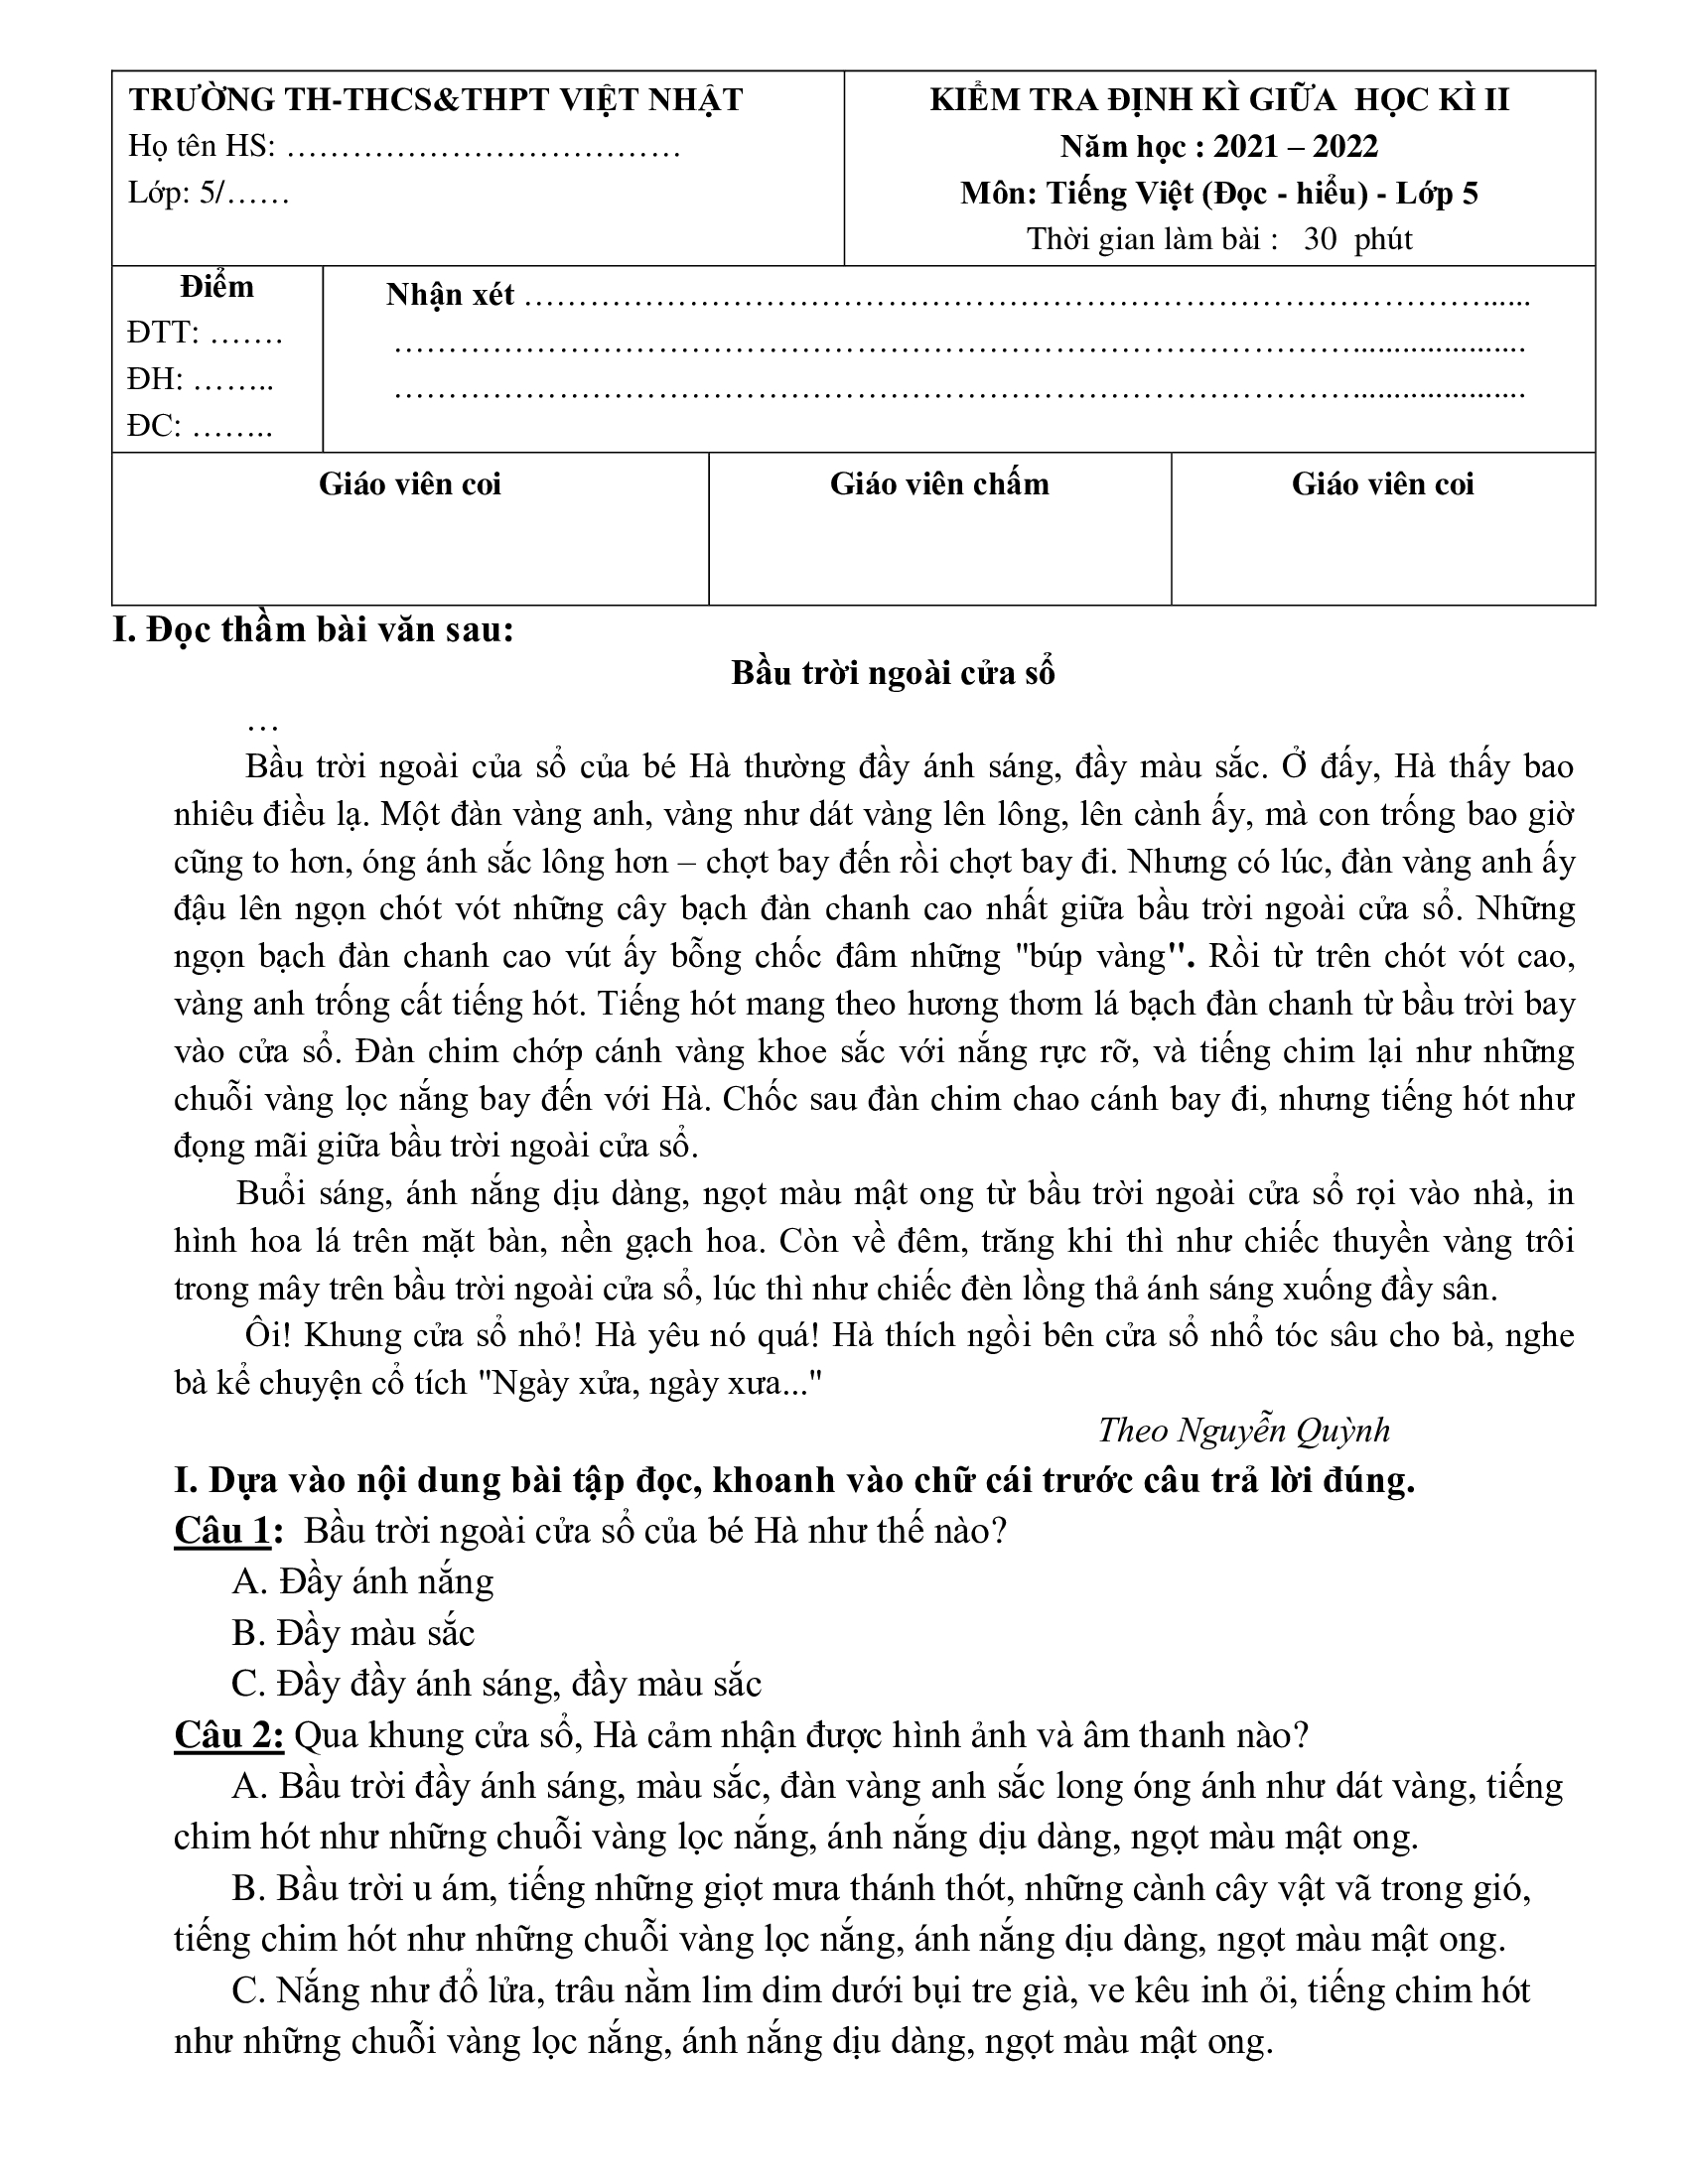 TRƯỜNG TH-THCS&THPT VIỆT NHẬT
Họ tên HS: ………………………………
Lớp: 5/……
KIỂM TRA ĐỊNH KÌ GIỮA HỌC KÌ II
Năm học : 2021 – 2022
Môn: Tiếng Việt (Đọc - hiểu) - Lớp 5
Thời gian làm bài : 30 phút
Điểm
ĐTT: …….
ĐH: ……..
ĐC: ……..
Nhận xét ……………………………………………………………………………......
……………………………………………………………………………......................
……………………………………………………………………………......................
Giáo viên coi
Giáo viên chấm
Giáo viên coi
I. Đọc thầm bài văn sau:
Bầu trời ngoài cửa sổ
…
Bầu trời ngoài của sổ của bé Hà thường đầy ánh sáng, đầy màu sắc. Ở đấy, Hà thấy bao
nhiêu điều lạ. Một đàn vàng anh, vàng như dát vàng lên lông, lên cành ấy, mà con trống bao giờ
cũng to hơn, óng ánh sắc lông hơn – chợt bay đến rồi chợt bay đi. Nhưng có lúc, đàn vàng anh ấy
đậu lên ngọn chót vót những cây bạch đàn chanh cao nhất giữa bầu trời ngoài cửa sổ. Những
ngọn bạch đàn chanh cao vút ấy bỗng chốc đâm những "búp vàng". Rồi từ trên chót vót cao,
vàng anh trống cất tiếng hót. Tiếng hót mang theo hương thơm lá bạch đàn chanh từ bầu trời bay
vào cửa sổ. Đàn chim chớp cánh vàng khoe sắc với nắng rực rỡ, và tiếng chim lại như những
chuỗi vàng lọc nắng bay đến với Hà. Chốc sau đàn chim chao cánh bay đi, nhưng tiếng hót như
đọng mãi giữa bầu trời ngoài cửa sổ.
Buổi sáng, ánh nắng dịu dàng, ngọt màu mật ong từ bầu trời ngoài cửa sổ rọi vào nhà, in
hình hoa lá trên mặt bàn, nền gạch hoa. Còn về đêm, trăng khi thì như chiếc thuyền vàng trôi
trong mây trên bầu trời ngoài cửa sổ, lúc thì như chiếc đèn lồng thả ánh sáng xuống đầy sân.
Ôi! Khung cửa sổ nhỏ! Hà yêu nó quá! Hà thích ngồi bên cửa sổ nhổ tóc sâu cho bà, nghe
bà kể chuyện cổ tích "Ngày xửa, ngày xưa..."
Theo Nguyễn Quỳnh
I. Dựa vào nội dung bài tập đọc, khoanh vào chữ cái trước câu trả lời đúng.
Câu 1: Bầu trời ngoài cửa sổ của bé Hà như thế nào?
A. Đầy ánh nắng
B. Đầy màu sắc
C. Đầy đầy ánh sáng, đầy màu sắc
Câu 2: Qua khung cửa sổ, Hà cảm nhận được hình ảnh và âm thanh nào?
A. Bầu trời đầy ánh sáng, màu sắc, đàn vàng anh sắc long óng ánh như dát vàng, tiếng
chim hót như những chuỗi vàng lọc nắng, ánh nắng dịu dàng, ngọt màu mật ong.
B. Bầu trời u ám, tiếng những giọt mưa thánh thót, những cành cây vật vã trong gió,
tiếng chim hót như những chuỗi vàng lọc nắng, ánh nắng dịu dàng, ngọt màu mật ong.
C. Nắng như đổ lửa, trâu nằm lim dim dưới bụi tre già, ve kêu inh ỏi, tiếng chim hót
như những chuỗi vàng lọc nắng, ánh nắng dịu dàng, ngọt màu mật ong.